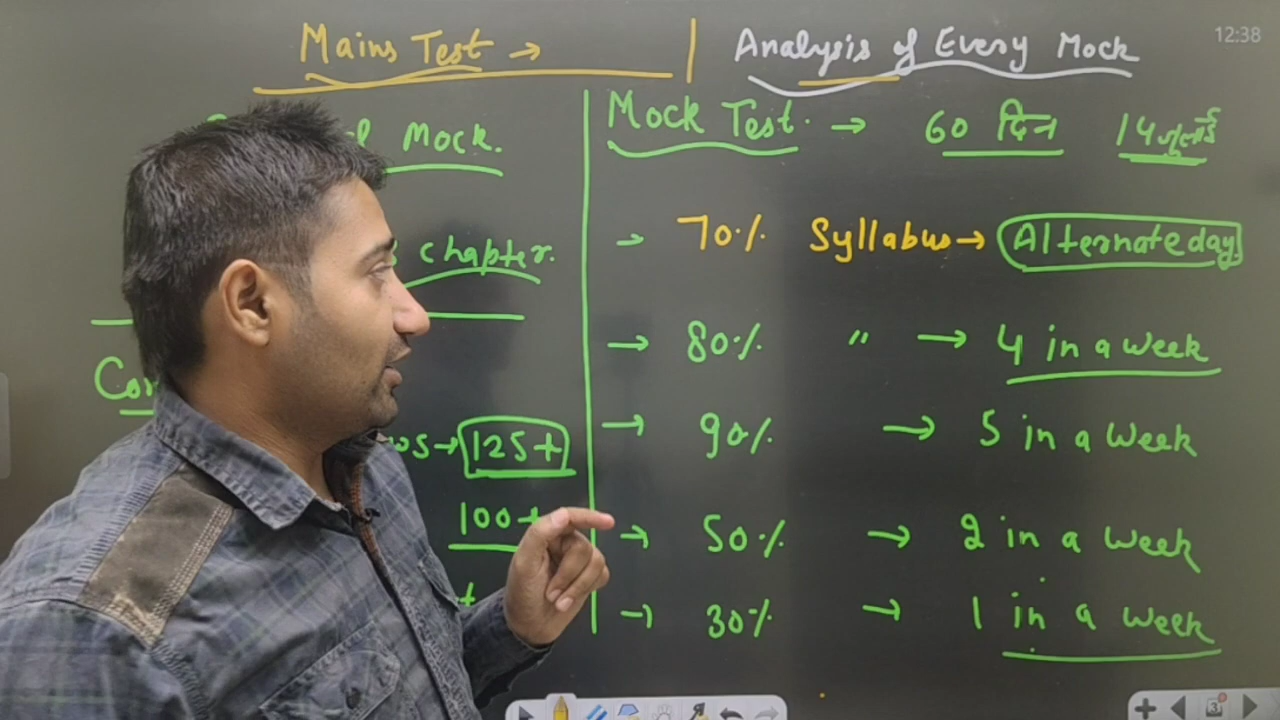 Mains Test → | Analysis of Every Mock
12:38
Mock.
chapter.
→ 125+
100+
Mock Test. → 60 दिन 14 जुलाई
→ 70% Syllabus → Alternate day
→ 80% " → 4 in a week
→ 90% → 5 in a Week
→ 50% → 2 in a Week
→ 30% → 1 in a week
3